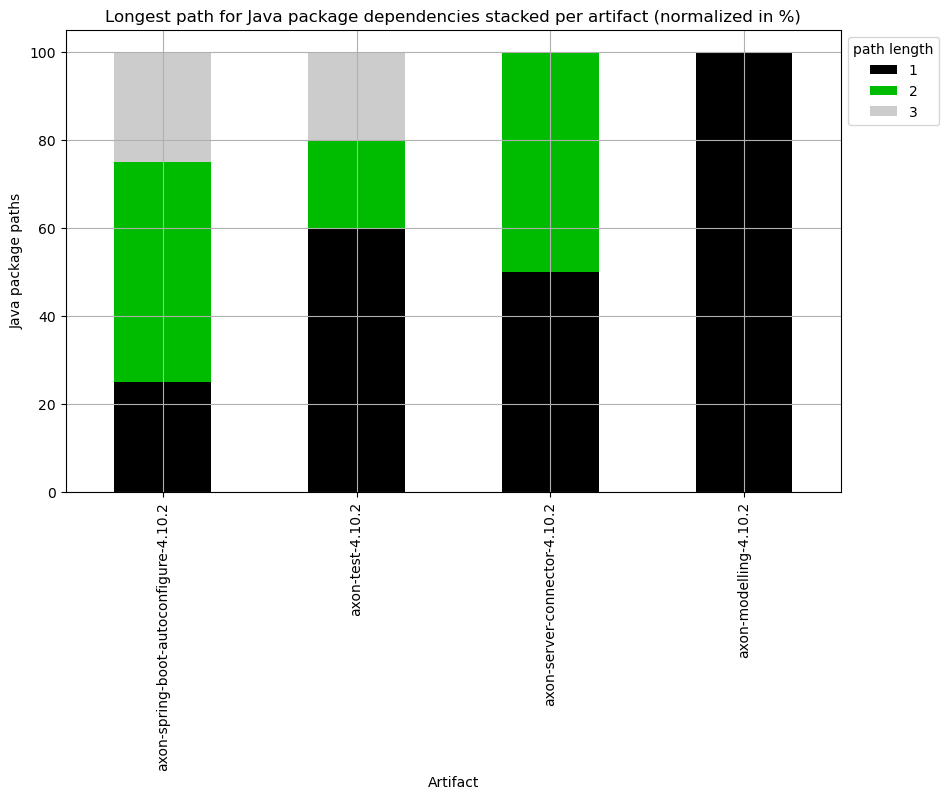 Longest path for Java package dependencies stacked per artifact (normalized in %)
path length
1
2
3
Java package paths
100
80
60
40
20
0
axon-spring-boot-autoconfigure-4.10.2
axon-test-4.10.2
axon-server-connector-4.10.2
axon-modelling-4.10.2
Artifact